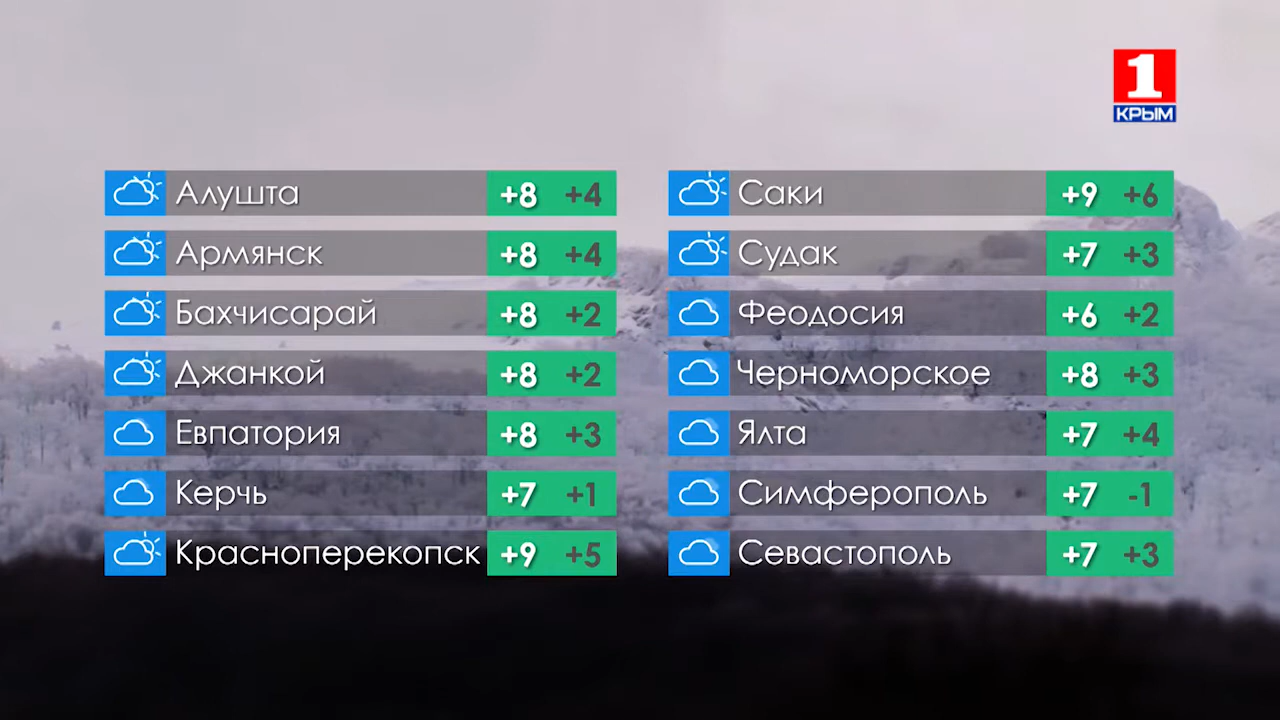 1
КРЫМ
Алушта +8 +4
Армянск +8 +4
Бахчисарай +8 +2
Джанкой +8 +2
Евпатория +8 +3
Керчь +7 +1
Красноперекопск +9 +5
Саки +9 +6
Судак +7 +3
Феодосия +6 +2
Черноморское +8 +3
Ялта +7 +4
Симферополь +7 -1
Севастополь +7 +3